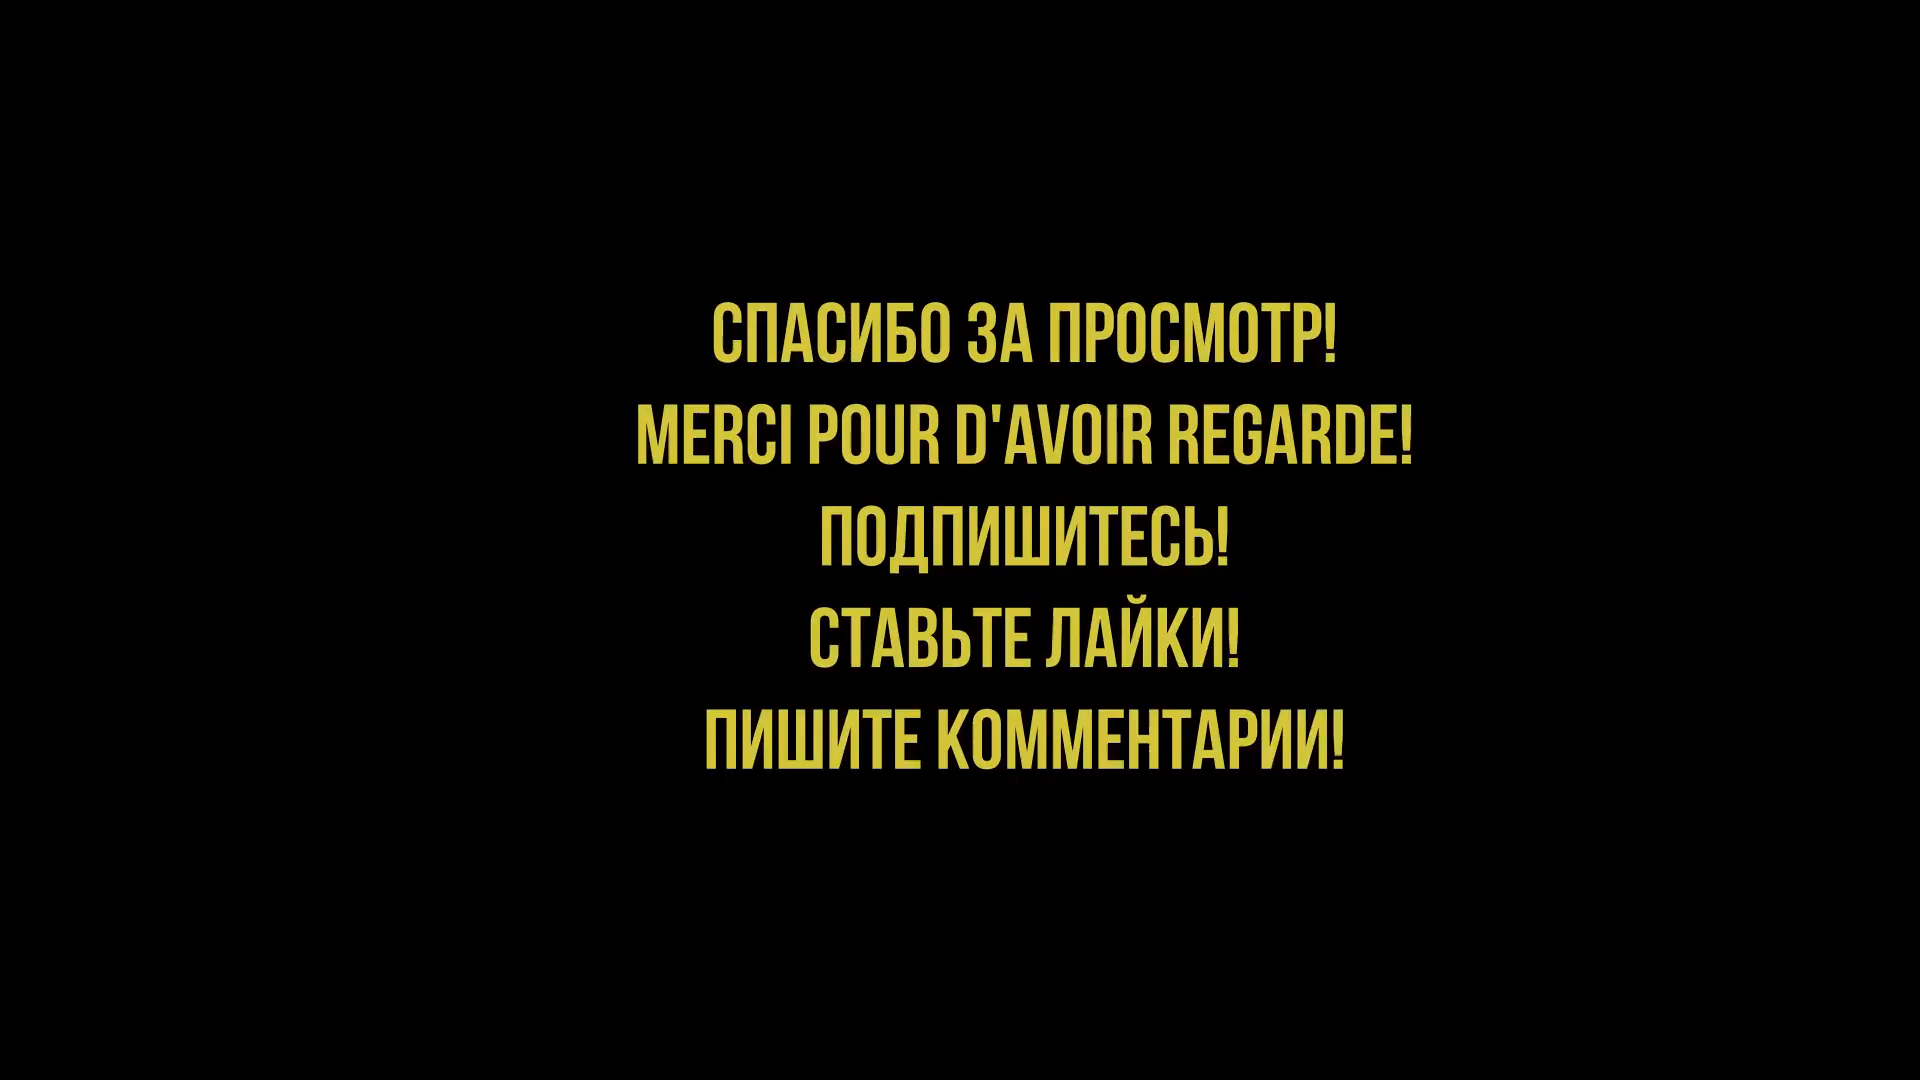 СПАСИБО ЗА ПРОСМОТР!
MERCI POUR D'AVOIR REGARDE!
ПОДПИШИТЕСЬ!
СТАВЬТЕ ЛАЙКИ!
ПИШИТЕ КОММЕНТАРИИ!